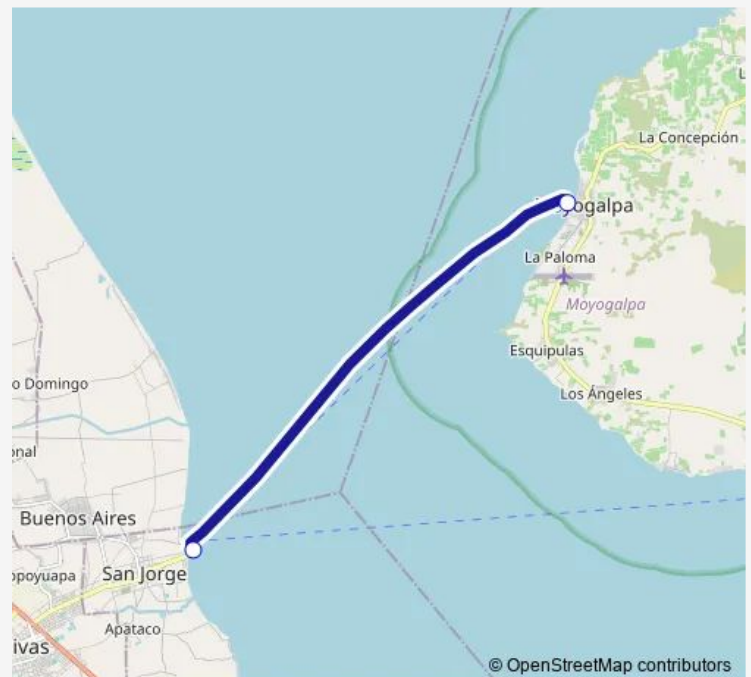 La Concepción
Moyogalpa
La Paloma
Moyogalpa
Esquipulas
o Domingo
Los Ángeles
onal
Buenos Aires
opoyuapa
San Jorge
Apataco
ivas
© OpenStreetMap contributors